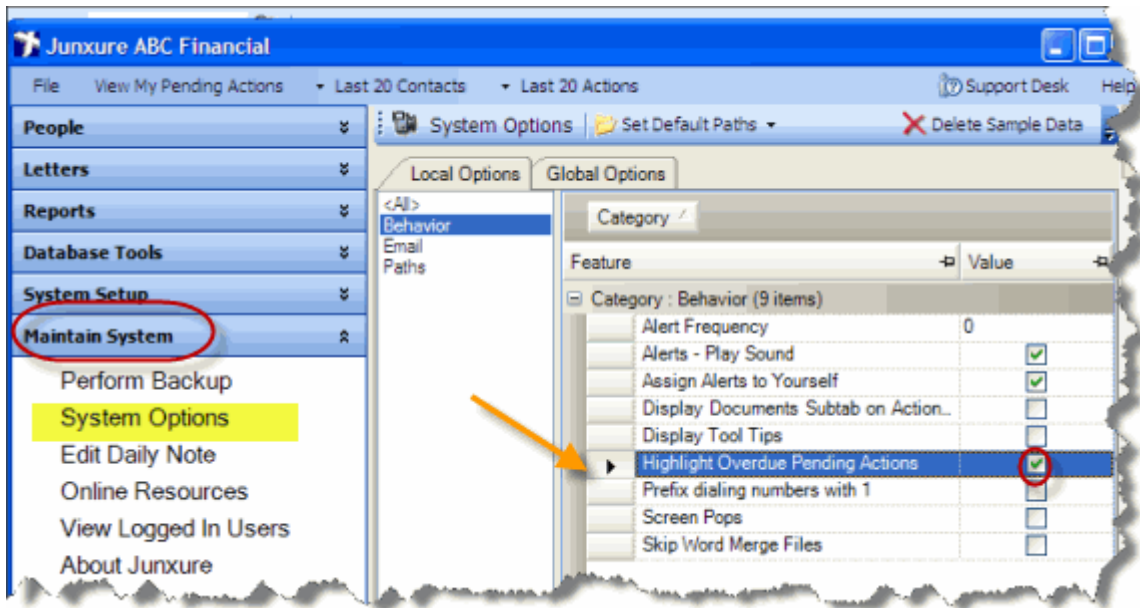 Junxure ABC Financial
File View My Pending Actions Last 20 Contacts Last 20 Actions Support Desk Help
People
Letters
Reports
Database Tools
System Setup
Maintain System
Perform Backup
System Options
Edit Daily Note
Online Resources
View Logged In Users
About Junxure
System Options Set Default Paths Delete Sample Data
Local Options Global Options
<All>
Behavior
Email
Paths
Category
Feature Value
Category : Behavior (9 items)
Alert Frequency 0
Alerts - Play Sound
Assign Alerts to Yourself
Display Documents Subtab on Action..
Display Tool Tips
Highlight Overdue Pending Actions
Prefix dialing numbers with 1
Screen Pops
Skip Word Merge Files